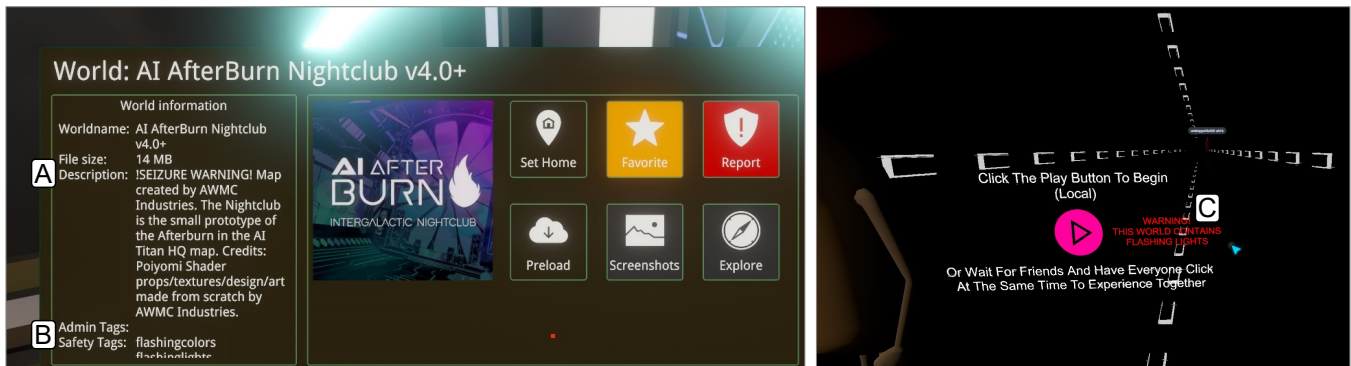 World: AI AfterBurn Nightclub v4.0+
World information
Worldname: AI AfterBurn Nightclub
v4.0+
File size: 14 MB
A
Description: !SEIZURE WARNING! Map
created by AWMC
Industries. The Nightclub
is the small prototype of
the Afterburn in the AI
Titan HQ map. Credits:
Poiyomi Shader
props/textures/design/art
made from scratch by
AWMC Industries.
Admin Tags:
B
Safety Tags: flashingcolors
flashinglights
AI AFTER
BURN
INTERGALACTIC NIGHTCLUB
Set Home
Favorite
Report
Preload
Screenshots
Explore
Click The Play Button To Begin
(Local)
C
WARNING!
THIS WORLD CONTAINS
FLASHING LIGHTS
Or Wait For Friends And Have Everyone Click
At The Same Time To Experience Together